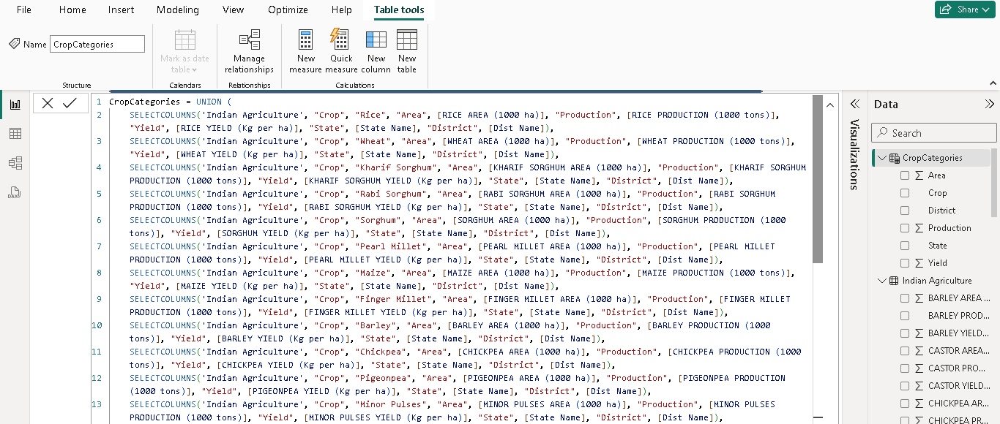 File Home Insert Modeling View Optimize Help Table tools Share
Name CropCategories
Mark as date table
Manage relationships
New measure
Quick measure
New column
New table
Structure Calendars Relationships Calculations
1 CropCategories = UNION (
2 SELECTCOLUMNS('Indian Agriculture', "Crop", "Rice", "Area", [RICE AREA (1000 ha)], "Production", [RICE PRODUCTION (1000 tons)],
"Yield", [RICE YIELD (Kg per ha)], "State", [State Name], "District", [Dist Name]),
3 SELECTCOLUMNS('Indian Agriculture', "Crop", "Wheat", "Area", [WHEAT AREA (1000 ha)], "Production", [WHEAT PRODUCTION (1000 tons)],
"Yield", [WHEAT YIELD (Kg per ha)], "State", [State Name], "District", [Dist Name]),
4 SELECTCOLUMNS('Indian Agriculture', "Crop", "Kharif Sorghum", "Area", [KHARIF SORGHUM AREA (1000 ha)], "Production", [KHARIF SORGHUM
PRODUCTION (1000 tons)], "Yield", [KHARIF SORGHUM YIELD (Kg per ha)], "State", [State Name], "District", [Dist Name]),
5 SELECTCOLUMNS('Indian Agriculture', "Crop", "Rabi Sorghum", "Area", [RABI SORGHUM AREA (1000 ha)], "Production", [RABI SORGHUM
PRODUCTION (1000 tons)], "Yield", [RABI SORGHUM YIELD (Kg per ha)], "State", [State Name], "District", [Dist Name]),
6 SELECTCOLUMNS('Indian Agriculture', "Crop", "Sorghum", "Area", [SORGHUM AREA (1000 ha)], "Production", [SORGHUM PRODUCTION (1000
tons)], "Yield", [SORGHUM YIELD (Kg per ha)], "State", [State Name], "District", [Dist Name]),
7 SELECTCOLUMNS('Indian Agriculture', "Crop", "Pearl Millet", "Area", [PEARL MILLET AREA (1000 ha)], "Production", [PEARL MILLET
PRODUCTION (1000 tons)], "Yield", [PEARL MILLET YIELD (Kg per ha)], "State", [State Name], "District", [Dist Name]),
8 SELECTCOLUMNS('Indian Agriculture', "Crop", "Maize", "Area", [MAIZE AREA (1000 ha)], "Production", [MAIZE PRODUCTION (1000 tons)],
"Yield", [MAIZE YIELD (Kg per ha)], "State", [State Name], "District", [Dist Name]),
9 SELECTCOLUMNS('Indian Agriculture', "Crop", "Finger Millet", "Area", [FINGER MILLET AREA (1000 ha)], "Production", [FINGER MILLET
PRODUCTION (1000 tons)], "Yield", [FINGER MILLET YIELD (Kg per ha)], "State", [State Name], "District", [Dist Name]),
10 SELECTCOLUMNS('Indian Agriculture', "Crop", "Barley", "Area", [BARLEY AREA (1000 ha)], "Production", [BARLEY PRODUCTION (1000
tons)], "Yield", [BARLEY YIELD (Kg per ha)], "State", [State Name], "District", [Dist Name]),
11 SELECTCOLUMNS('Indian Agriculture', "Crop", "Chickpea", "Area", [CHICKPEA AREA (1000 ha)], "Production", [CHICKPEA PRODUCTION (1000
tons)], "Yield", [CHICKPEA YIELD (Kg per ha)], "State", [State Name], "District", [Dist Name]),
12 SELECTCOLUMNS('Indian Agriculture', "Crop", "Pigeonpea", "Area", [PIGEONPEA AREA (1000 ha)], "Production", [PIGEONPEA PRODUCTION
(1000 tons)], "Yield", [PIGEONPEA YIELD (Kg per ha)], "State", [State Name], "District", [Dist Name]),
13 SELECTCOLUMNS('Indian Agriculture', "Crop", "Minor Pulses", "Area", [MINOR PULSES AREA (1000 ha)], "Production", [MINOR PULSES
PRODUCTION (1000 tons)], "Yield", [MINOR PULSES YIELD (Kg per ha)], "State", [State Name], "District", [Dist Name]),
Visualizations
Data
Search
CropCategories
Σ Area
Crop
District
Σ Production
State
Σ Yield
Indian Agriculture
Σ BARLEY AREA ...
BARLEY PROD...
Σ BARLEY YIELD...
Σ CASTOR AREA...
Σ CASTOR PRO...
Σ CASTOR YIELD...
Σ CHICKPEA AR...
Σ CHICKPEA PR...
DAX